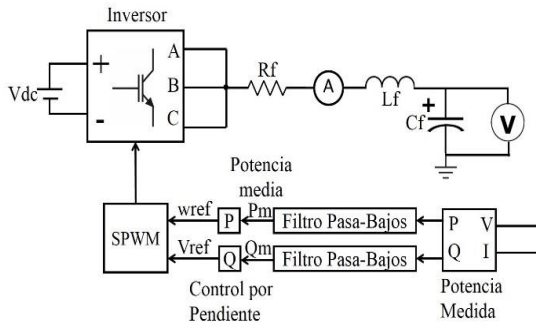 Inversor
A
B
C
+
-
Vdc
Rf
A
Lf
+
Cf
V
Potencia
media
wref
P
Pm
Filtro Pasa-Bajos
P
V
SPWM
Vref
Q
Qm
Filtro Pasa-Bajos
Q
I
Control por
Pendiente
Potencia
Medida